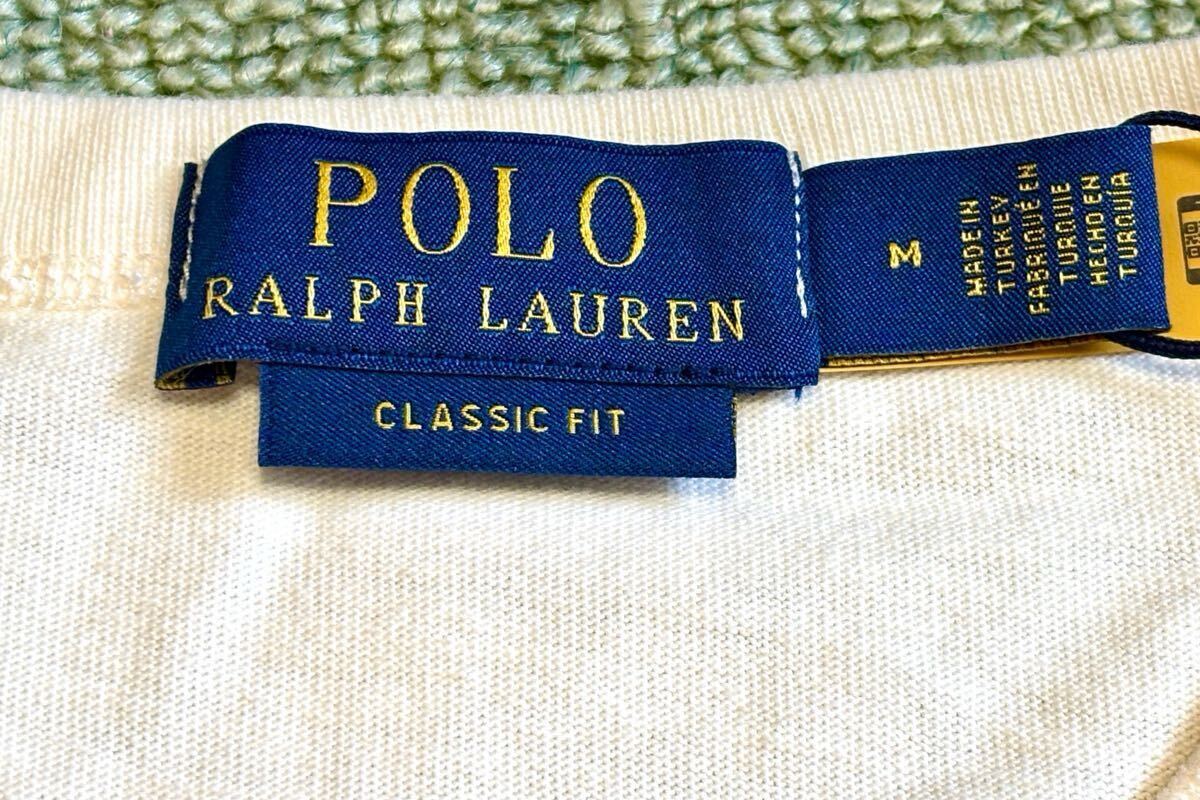 POLO
RALPH LAUREN
CLASSIC FIT
M
MADE IN
TURKEY
FABRIQUÉ EN
TURQUIE
HECHO EN
TURQUÍA